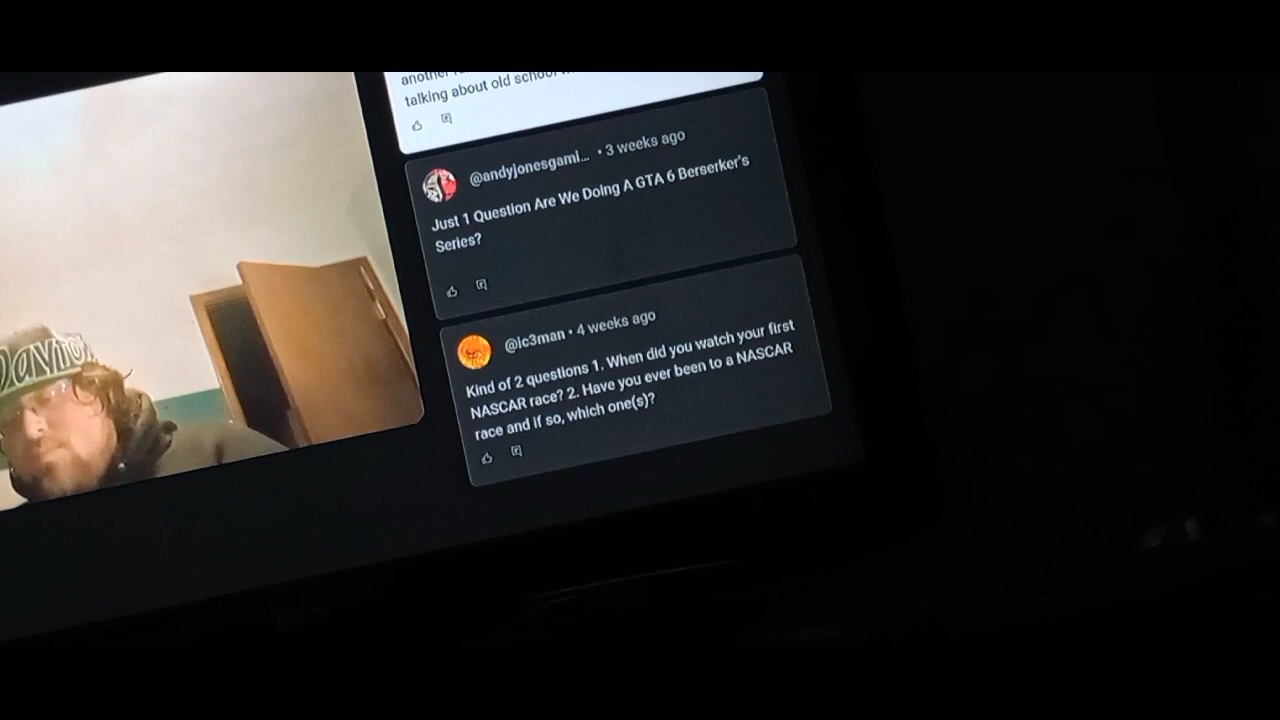 another
talking about old school
@andyjonesgami... • 3 weeks ago
Just 1 Question Are We Doing A GTA 6 Berserker's
Series?
@ic3man • 4 weeks ago
Kind of 2 questions 1. When did you watch your first
NASCAR race? 2. Have you ever been to a NASCAR
race and if so, which one(s)?